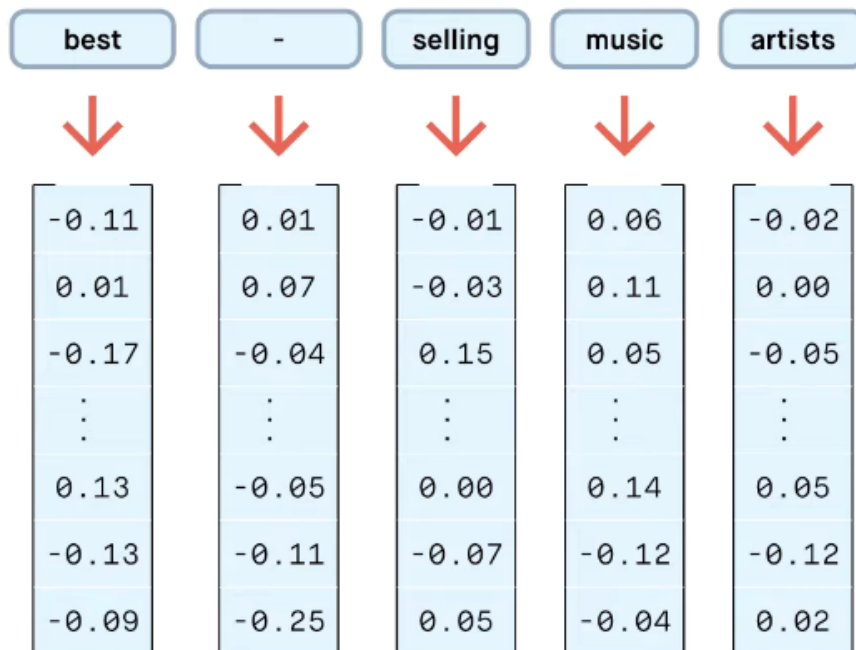 best - selling music artists
-0.11 0.01 -0.01 0.06 -0.02
0.01 0.07 -0.03 0.11 0.00
-0.17 -0.04 0.15 0.05 -0.05
⋮ ⋮ ⋮ ⋮ ⋮
0.13 -0.05 0.00 0.14 0.05
-0.13 -0.11 -0.07 -0.12 -0.12
-0.09 -0.25 0.05 -0.04 0.02